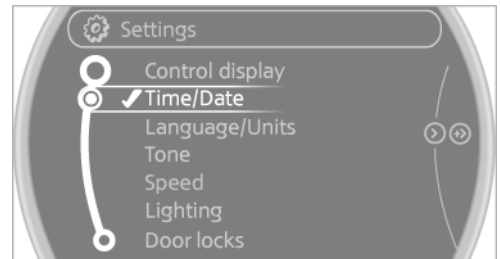 Settings
Control display
Time/Date
Language/Units
Tone
Speed
Lighting
Door locks